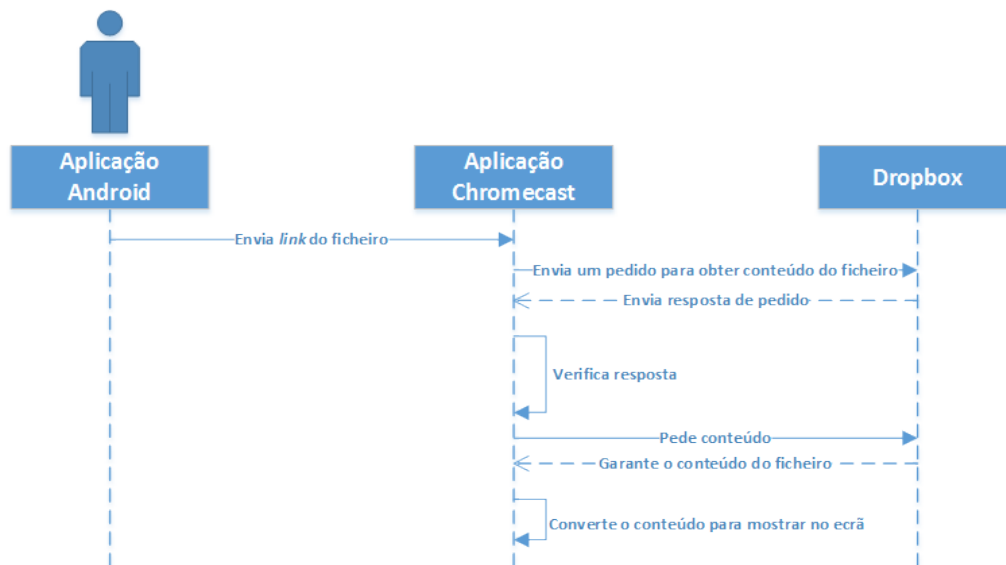 Aplicação
Android
Aplicação
Chromecast
Dropbox
Envia link do ficheiro
Envia um pedido para obter conteúdo do ficheiro
Envia resposta de pedido
Verifica resposta
Pede conteúdo
Garante o conteúdo do ficheiro
Converte o conteúdo para mostrar no ecrã